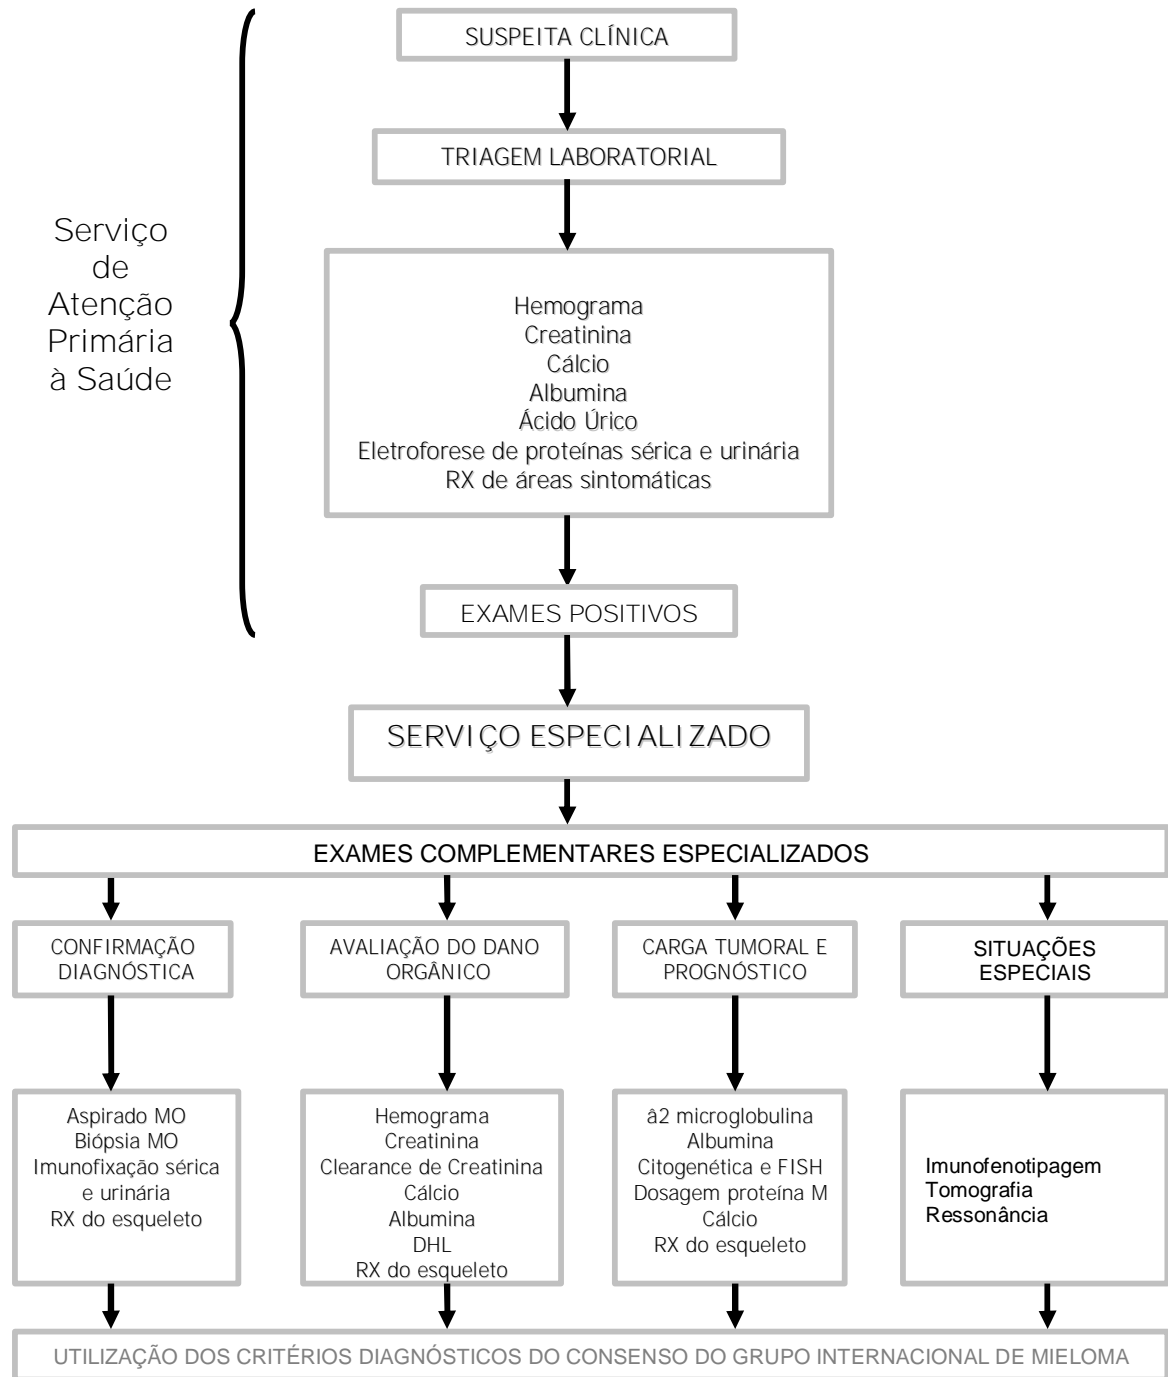 SUSPEITA CLÍNICA
TRIAGEM LABORATORIAL
Serviço
de
Atenção
Primária
à Saúde
Hemograma
Creatinina
Cálcio
Albumina
Ácido Úrico
Eletroforese de proteínas sérica e urinária
RX de áreas sintomáticas
EXAMES POSITIVOS
SERVIÇO ESPECIALIZADO
EXAMES COMPLEMENTARES ESPECIALIZADOS
CONFIRMAÇÃO
DIAGNÓSTICA
AVALIAÇÃO DO DANO
ORGÂNICO
CARGA TUMORAL E
PROGNÓSTICO
SITUAÇÕES
ESPECIAIS
Aspirado MO
Biópsia MO
Imunofixação sérica
e urinária
RX do esqueleto
Hemograma
Creatinina
Clearance de Creatinina
Cálcio
Albumina
DHL
RX do esqueleto
â2 microglobulina
Albumina
Citogenética e FISH
Dosagem proteína M
Cálcio
RX do esqueleto
Imunofenotipagem
Tomografia
Ressonância
UTILIZAÇÃO DOS CRITÉRIOS DIAGNÓSTICOS DO CONSENSO DO GRUPO INTERNACIONAL DE MIELOMA